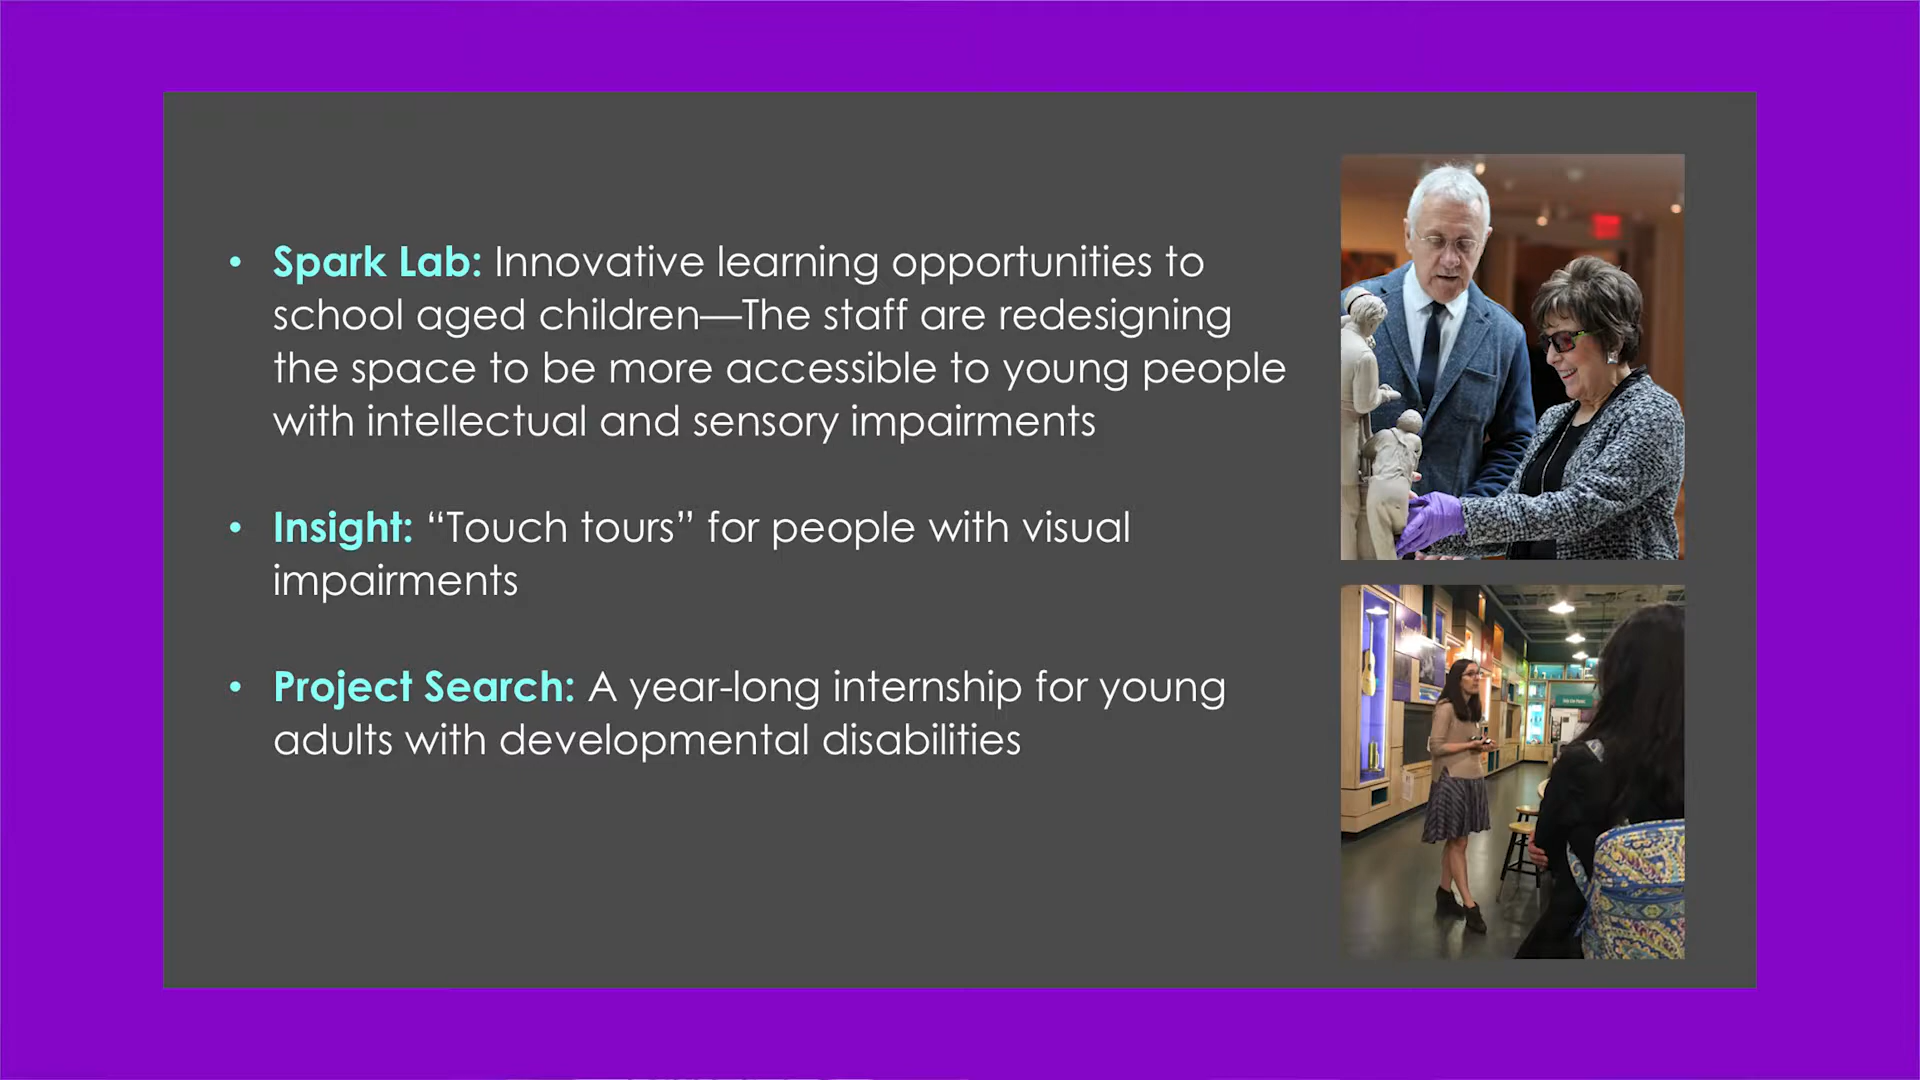 • Spark Lab: Innovative learning opportunities to
school aged children—The staff are redesigning
the space to be more accessible to young people
with intellectual and sensory impairments
• Insight: “Touch tours” for people with visual
impairments
• Project Search: A year-long internship for young
adults with developmental disabilities